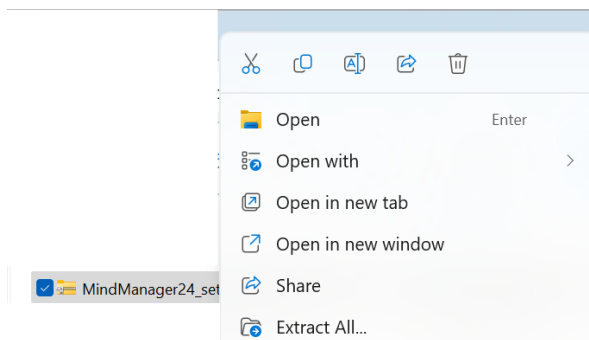 Open Enter
Open with
Open in new tab
Open in new window
Share
MindManager24_set
Extract All...